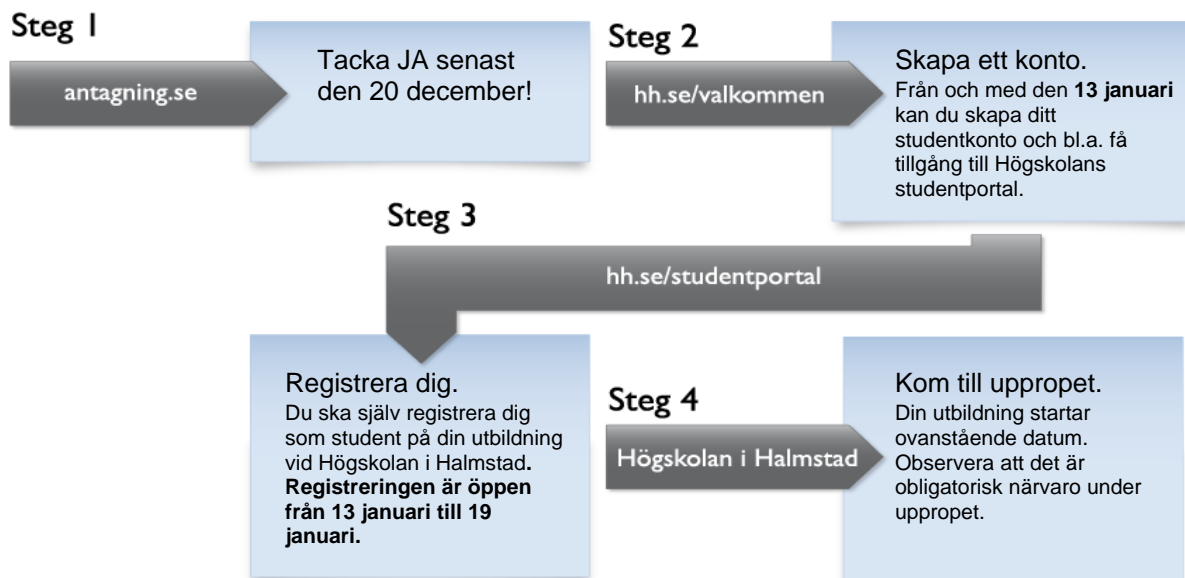 Steg 1
antagning.se
Tacka JA senast
den 20 december!
Steg 2
hh.se/valkommen
Skapa ett konto.
Från och med den 13 januari
kan du skapa ditt
studentkonto och bl.a. få
tillgång till Högskolans
studentportal.
Steg 3
hh.se/studentportal
Registrera dig.
Du ska själv registrera dig
som student på din utbildning
vid Högskolan i Halmstad.
Registreringen är öppen
från 13 januari till 19
januari.
Steg 4
Högskolan i Halmstad
Kom till uppropet.
Din utbildning startar
ovanstående datum.
Observera att det är
obligatorisk närvaro under
uppropet.